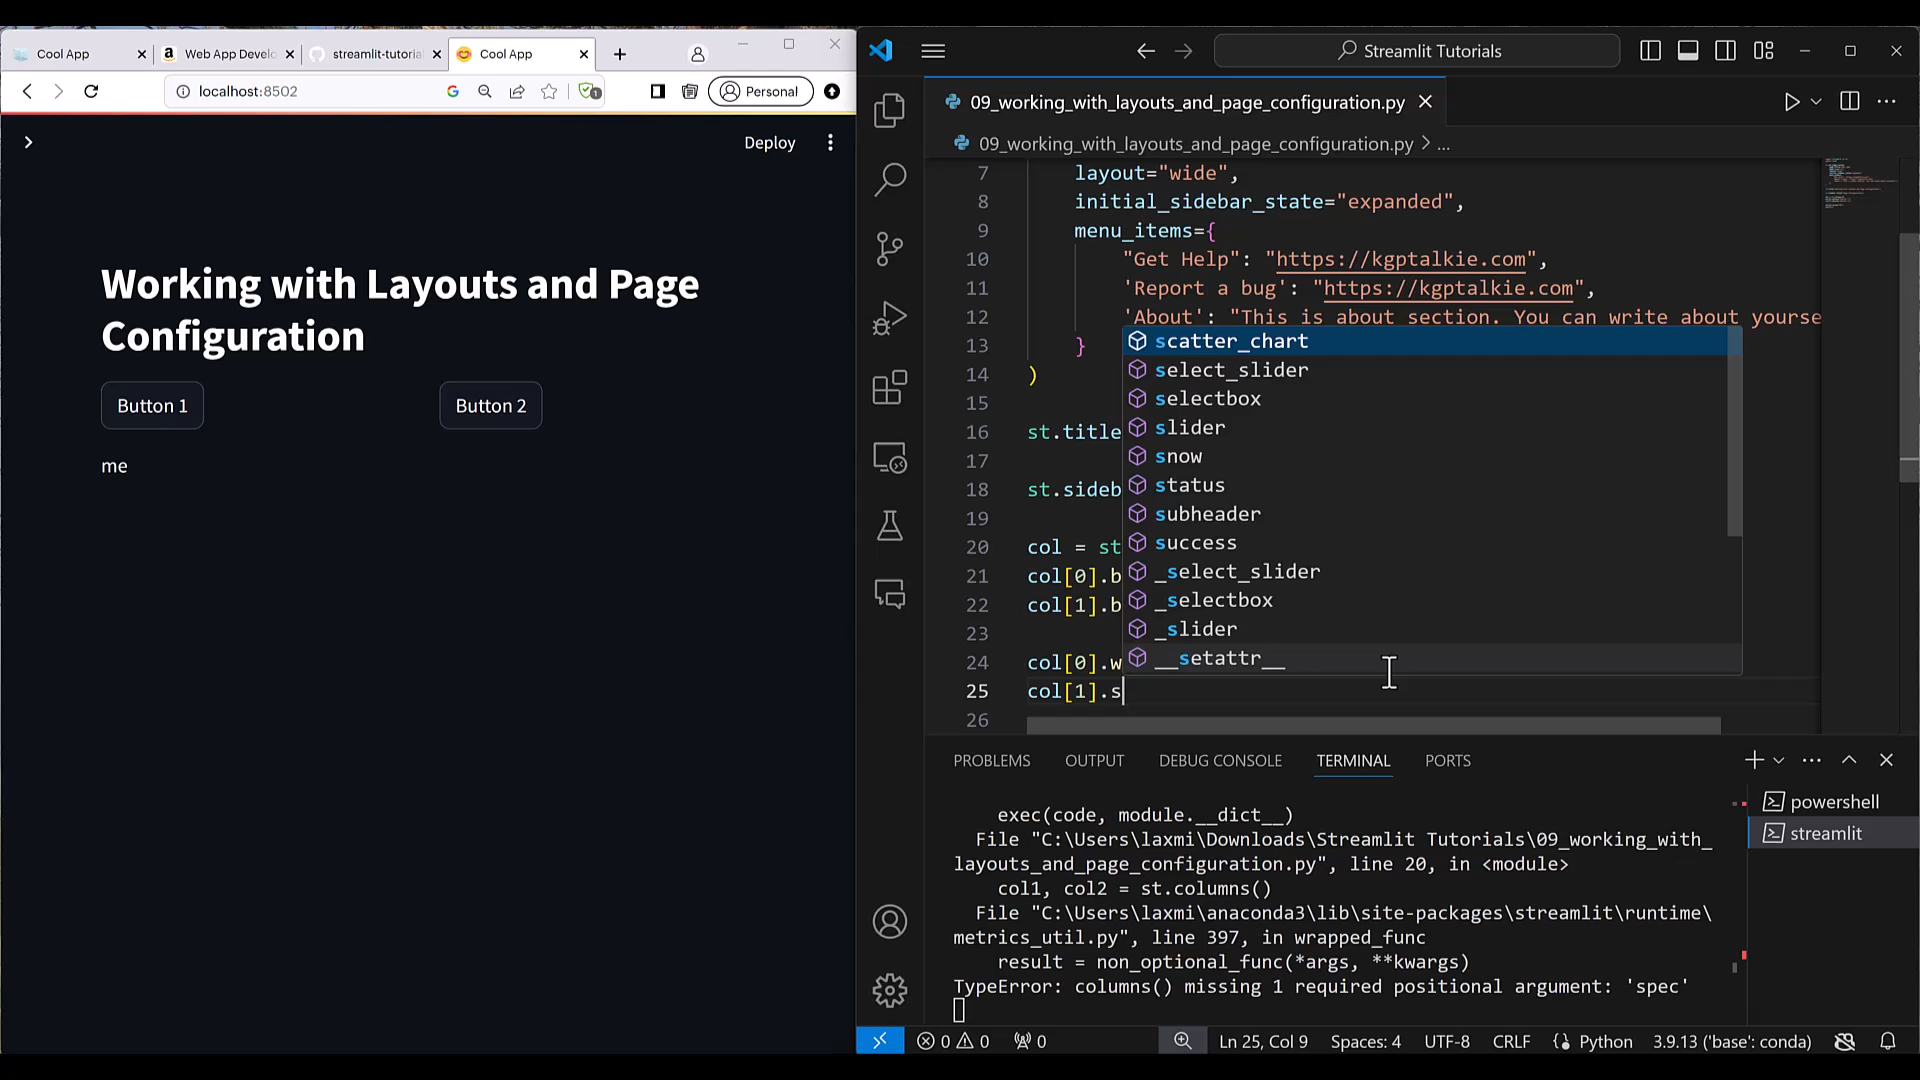 Cool App
Web App Develo
streamlit-tutoria
Cool App
localhost:8502
Personal
Deploy
Working with Layouts and Page
Configuration
Button 1
Button 2
me
Streamlit Tutorials
09_working_with_layouts_and_page_configuration.py
09_working_with_layouts_and_page_configuration.py > ...
7 layout="wide",
8 initial_sidebar_state="expanded",
9 menu_items={
10 "Get Help": "https://kgptalkie.com",
11 'Report a bug': "https://kgptalkie.com",
12 'About': "This is about section. You can write about yourse
13 }
14 )
15
16 st.title
17
18 st.sideb
19
20 col = st
21 col[0].b
22 col[1].b
23
24 col[0].w
25 col[1].s
26
scatter_chart
select_slider
selectbox
slider
snow
status
subheader
success
_select_slider
_selectbox
_slider
__setattr__
PROBLEMS OUTPUT DEBUG CONSOLE TERMINAL PORTS
exec(code, module.__dict__)
File "C:\Users\laxmi\Downloads\Streamlit Tutorials\09_working_with_
layouts_and_page_configuration.py", line 20, in <module>
col1, col2 = st.columns()
File "C:\Users\laxmi\anaconda3\lib\site-packages\streamlit\runtime\
metrics_util.py", line 397, in wrapped_func
result = non_optional_func(*args, **kwargs)
TypeError: columns() missing 1 required positional argument: 'spec'
powershell
streamlit
0 0 0 Ln 25, Col 9 Spaces: 4 UTF-8 CRLF Python 3.9.13 ('base': conda)